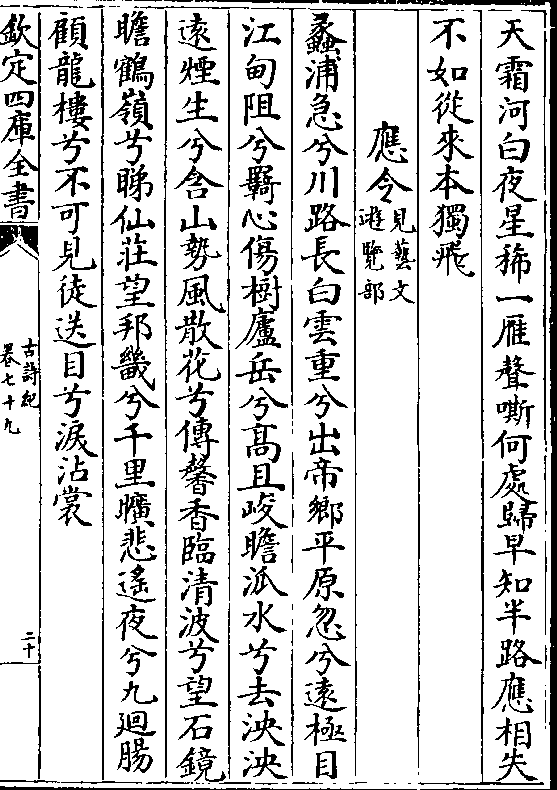 天霜河白夜星稀一雁聲嘶何處歸早知半路應相失
不如從來本獨飛
應令見藝文遊覽部
蠡浦急兮川路長白雲重兮出帝鄉平原忽兮遠極目
江甸阻兮羇心傷樹廬岳兮高且峻瞻派水兮去泱泱
遠煙生兮含山勢風散花兮傳馨香臨清波兮望石鏡
瞻鶴嶺兮睇仙莊望邦畿兮千里曠悲遙夜兮九廻腸
顧龍樓兮不可見徒送目兮淚沾裳
欽定四庫全書
古詩紀
卷七十九
二十